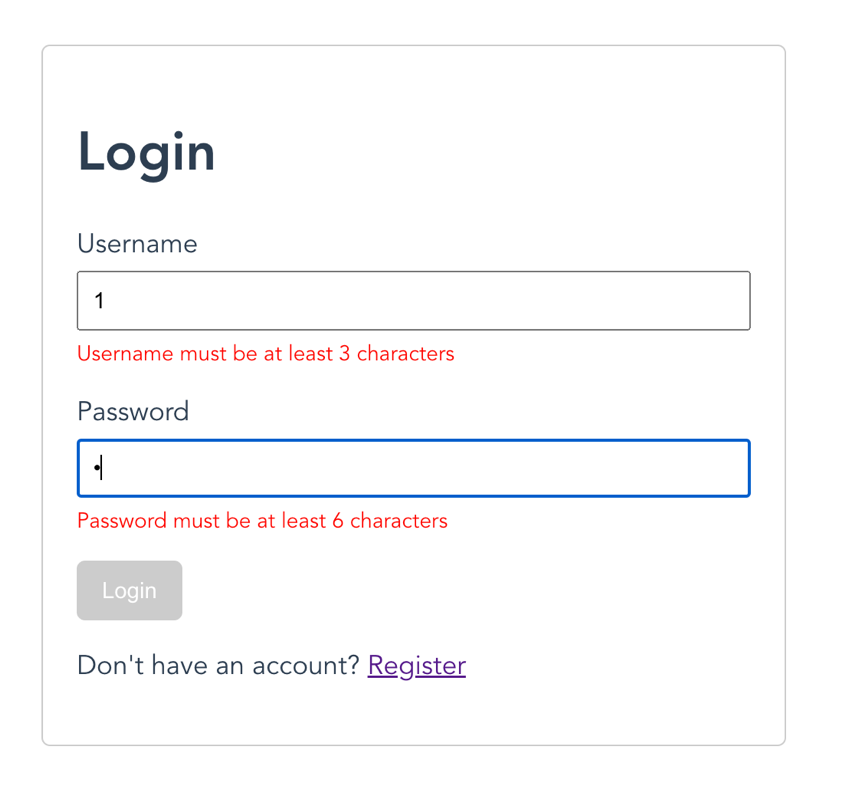 Login
Username
1
Username must be at least 3 characters
Password
•
Password must be at least 6 characters
Login
Don't have an account? Register